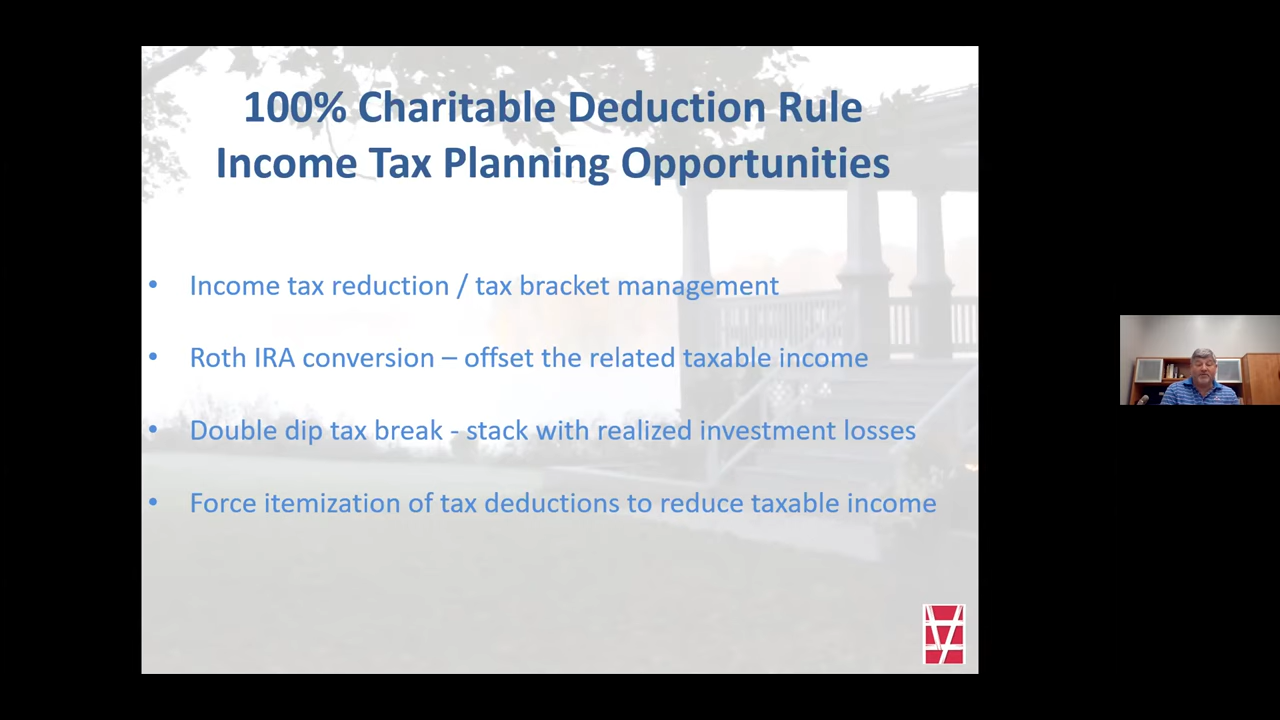 100% Charitable Deduction Rule
Income Tax Planning Opportunities
• Income tax reduction / tax bracket management
• Roth IRA conversion – offset the related taxable income
• Double dip tax break - stack with realized investment losses
• Force itemization of tax deductions to reduce taxable income